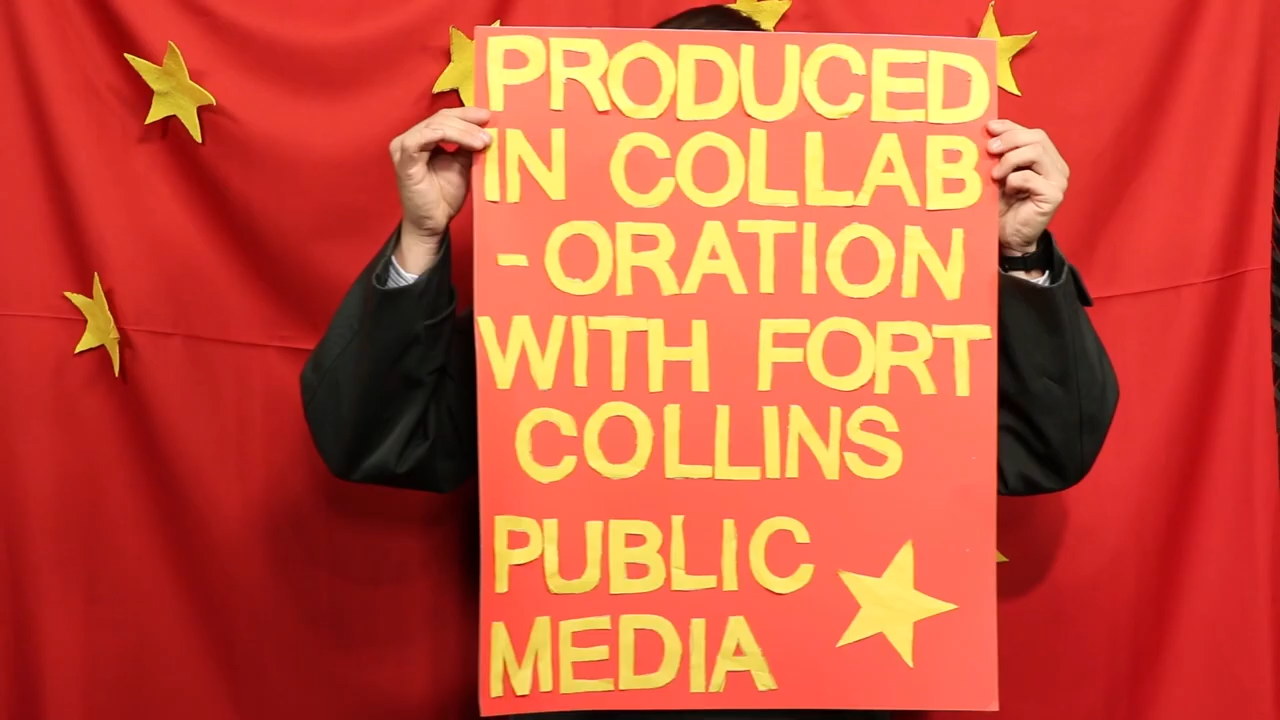 PRODUCED
IN COLLAB
-ORATION
WITH FORT
COLLINS
PUBLIC
MEDIA